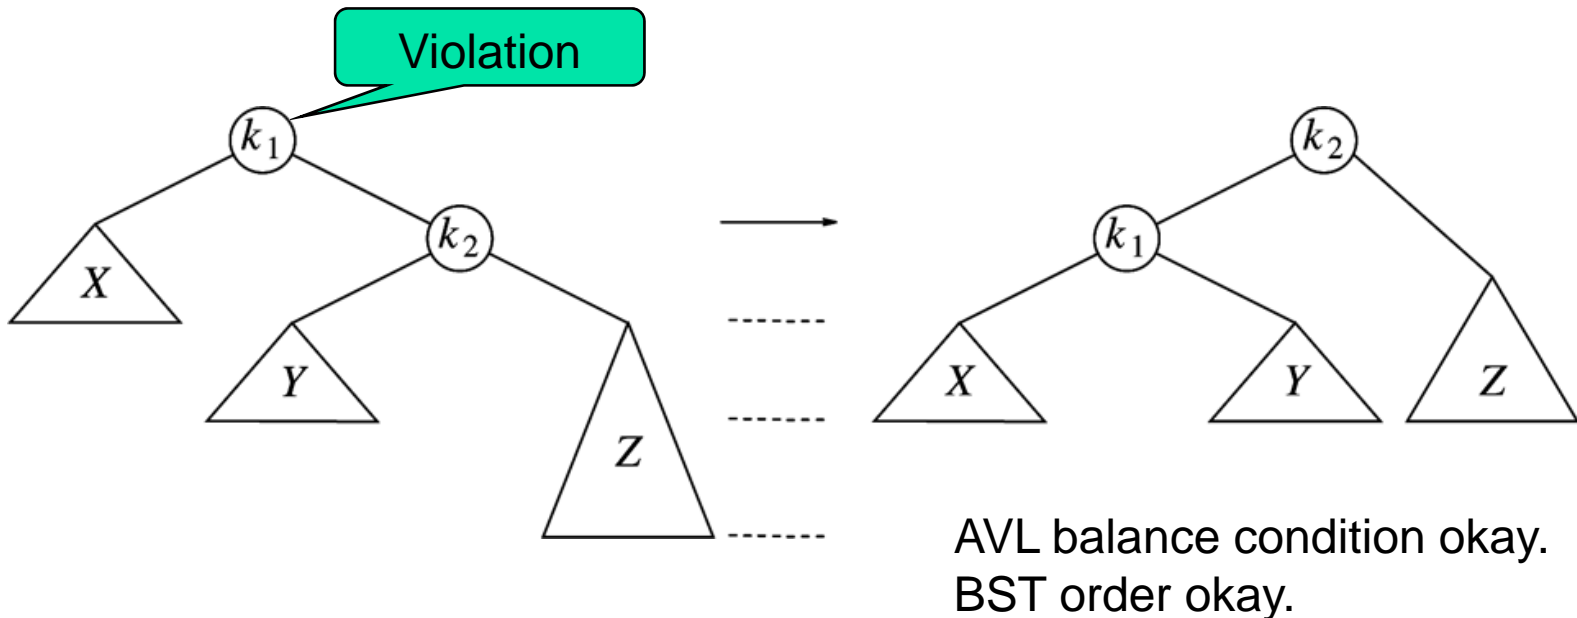 Violation
k₁
k₂
k₂
k₁
X
X
Y
Z
Y
Z
AVL balance condition okay.
BST order okay.